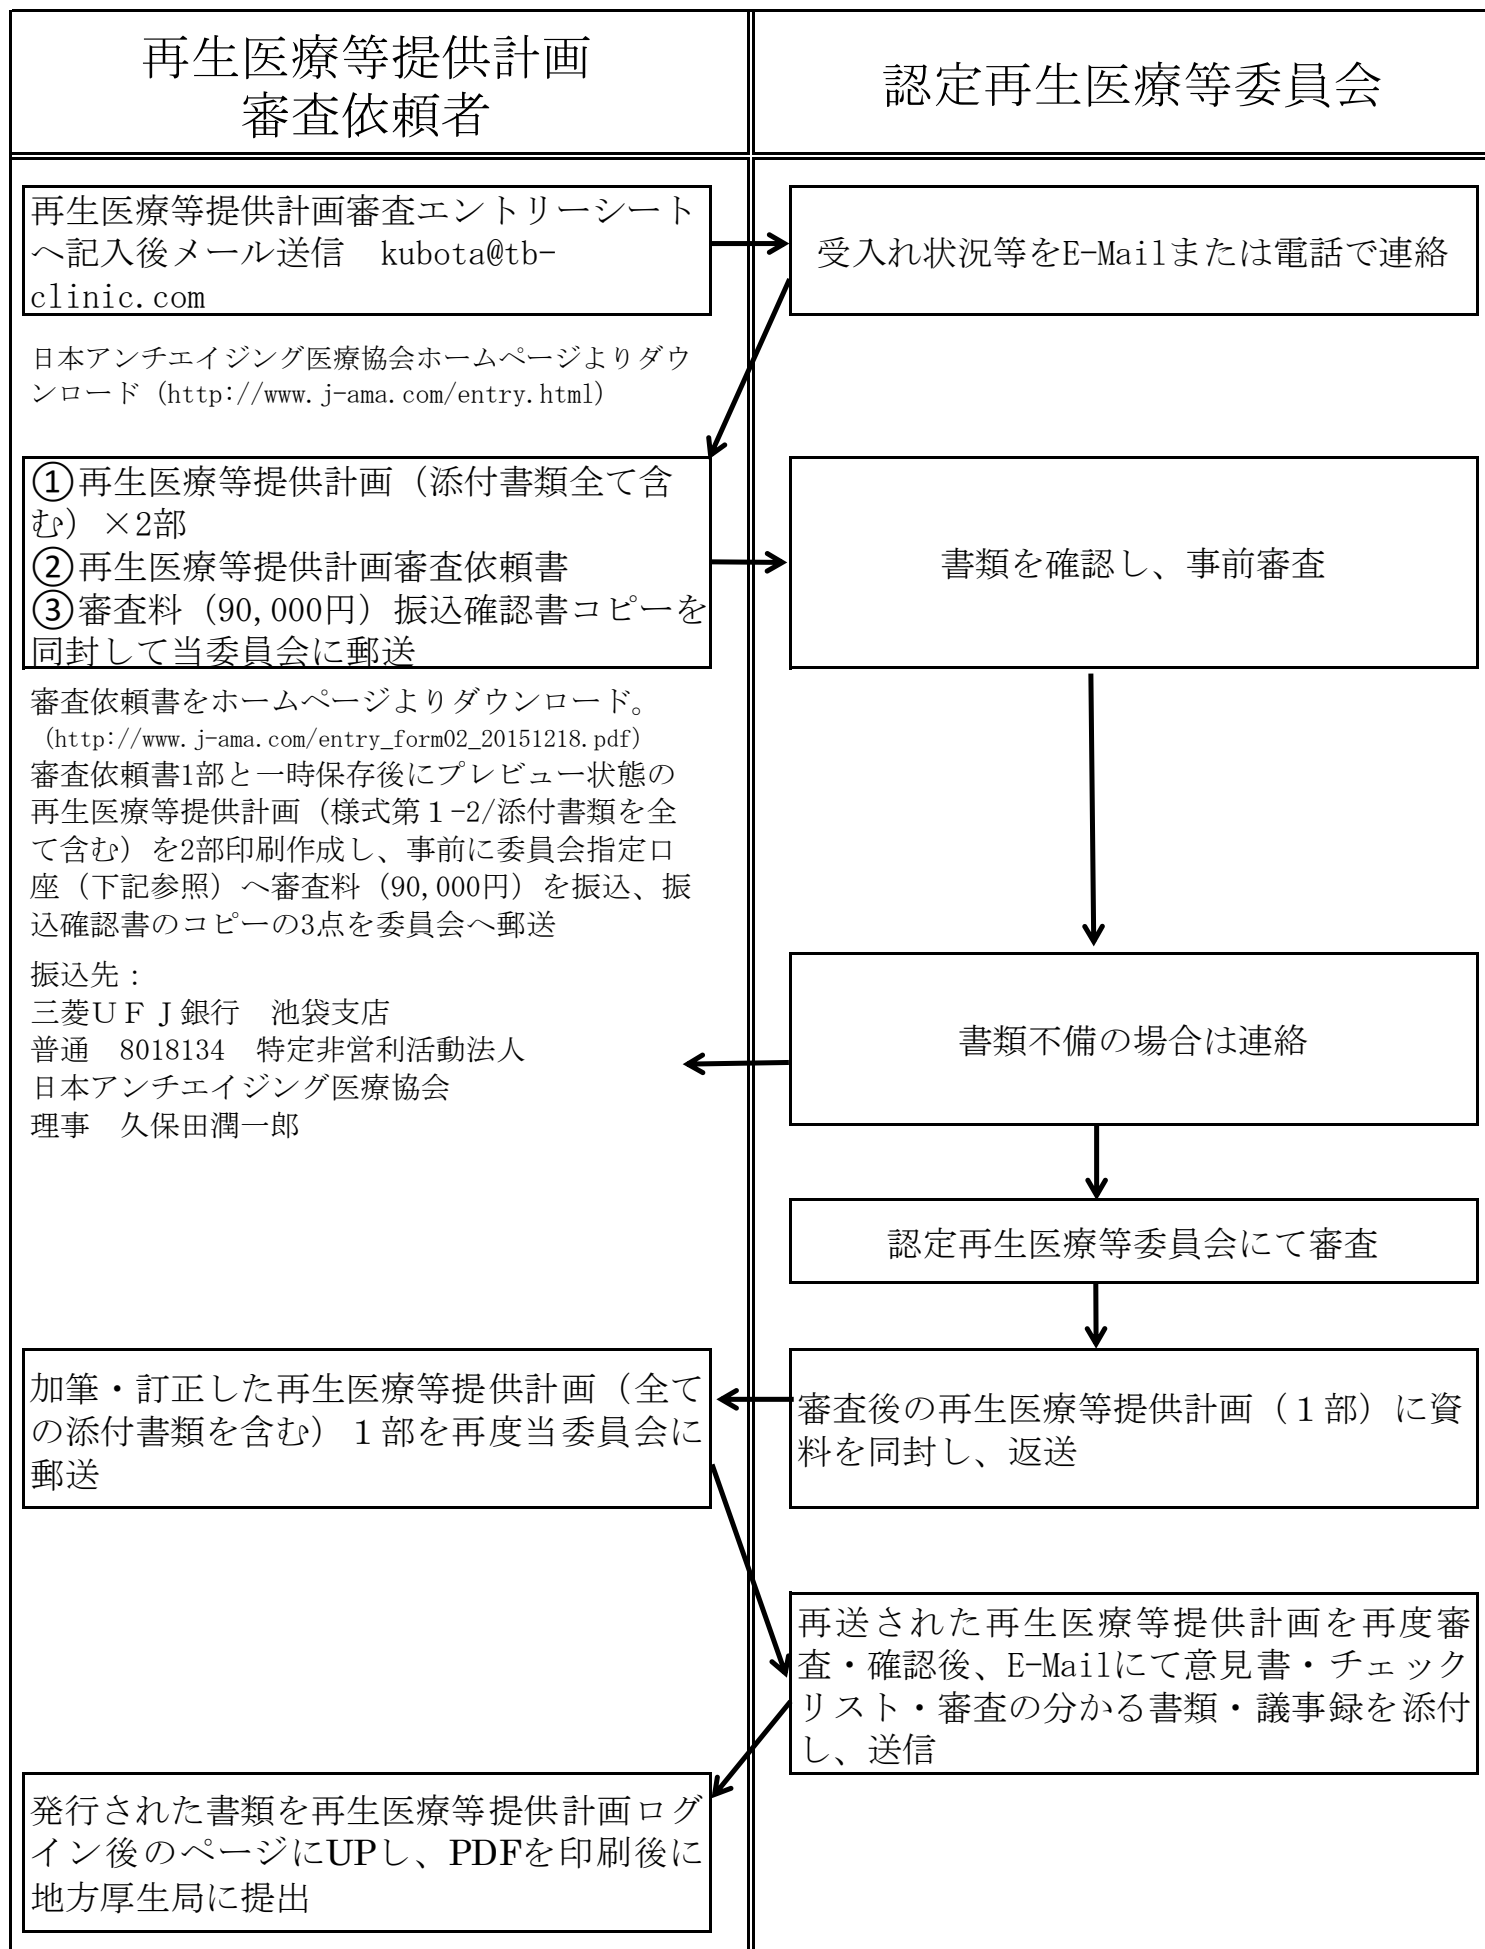 再生医療等提供計画
審査依頼者
認定再生医療等委員会
再生医療等提供計画審査エントリーシート
へ記入後メール送信　kubota@tb-
clinic.com
受入れ状況等をE-Mailまたは電話で連絡
日本アンチエイジング医療協会ホームページよりダウ
ンロード（http://www.j-ama.com/entry.html）
①再生医療等提供計画（添付書類全て含
む）×2部
②再生医療等提供計画審査依頼書
③審査料（90,000円）振込確認書コピーを
同封して当委員会に郵送
書類を確認し、事前審査
審査依頼書をホームページよりダウンロード。
（http://www.j-ama.com/entry_form02_20151218.pdf）
審査依頼書1部と一時保存後にプレビュー状態の
再生医療等提供計画（様式第１-2/添付書類を全
て含む）を2部印刷作成し、事前に委員会指定口
座（下記参照）へ審査料（90,000円）を振込、振
込確認書のコピーの3点を委員会へ郵送
振込先：
三菱ＵＦＪ銀行　池袋支店
普通　8018134　特定非営利活動法人
日本アンチエイジング医療協会
理事　久保田潤一郎
書類不備の場合は連絡
認定再生医療等委員会にて審査
加筆・訂正した再生医療等提供計画（全て
の添付書類を含む）１部を再度当委員会に
郵送
審査後の再生医療等提供計画（１部）に資
料を同封し、返送
再送された再生医療等提供計画を再度審
査・確認後、E-Mailにて意見書・チェック
リスト・審査の分かる書類・議事録を添付
し、送信
発行された書類を再生医療等提供計画ログ
イン後のページにUPし、PDFを印刷後に
地方厚生局に提出